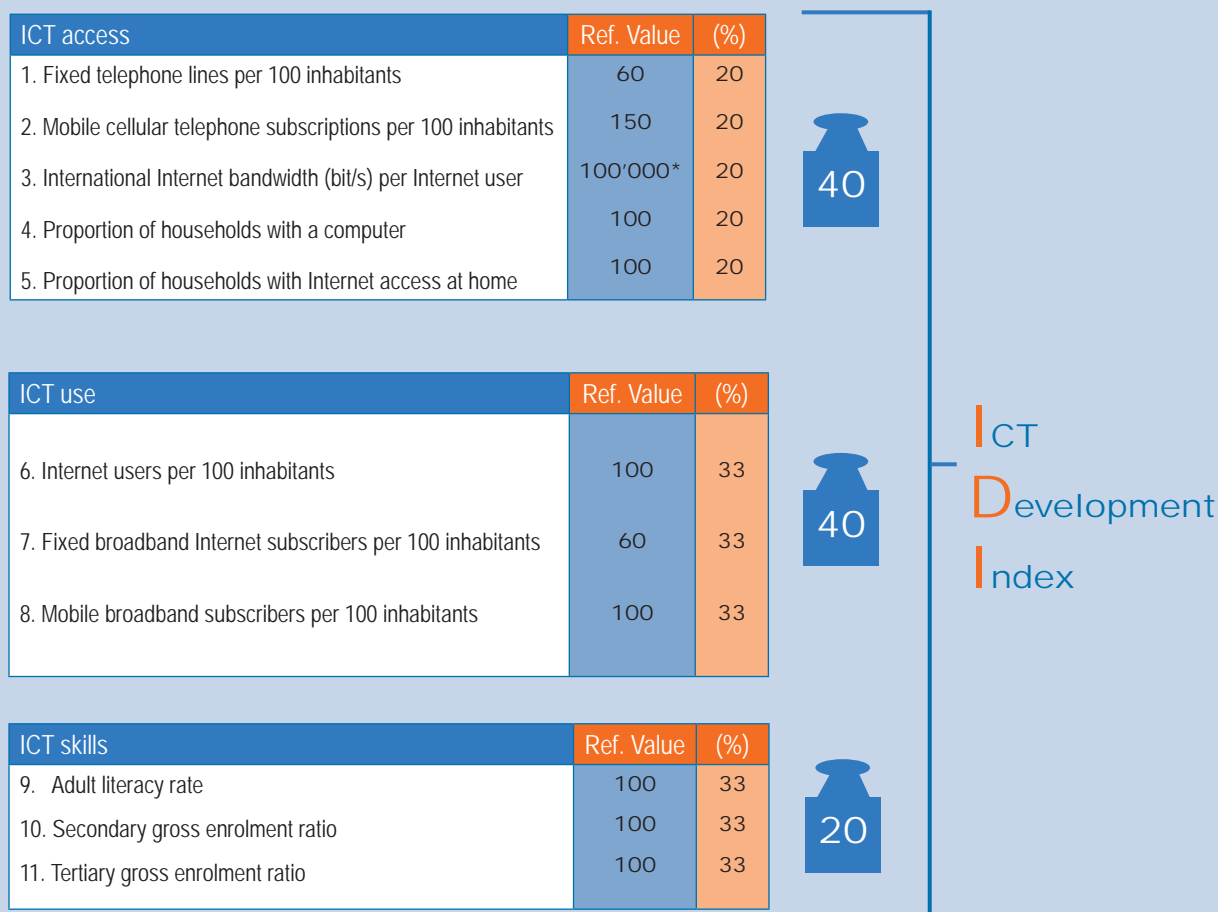 ICT access Ref. Value (%)
1. Fixed telephone lines per 100 inhabitants 60 20
2. Mobile cellular telephone subscriptions per 100 inhabitants 150 20
3. International Internet bandwidth (bit/s) per Internet user 100'000* 20
4. Proportion of households with a computer 100 20
5. Proportion of households with Internet access at home 100 20
40
ICT use Ref. Value (%)
6. Internet users per 100 inhabitants 100 33
7. Fixed broadband Internet subscribers per 100 inhabitants 60 33
8. Mobile broadband subscribers per 100 inhabitants 100 33
40
ICT skills Ref. Value (%)
9. Adult literacy rate 100 33
10. Secondary gross enrolment ratio 100 33
11. Tertiary gross enrolment ratio 100 33
20
ICT
Development
Index